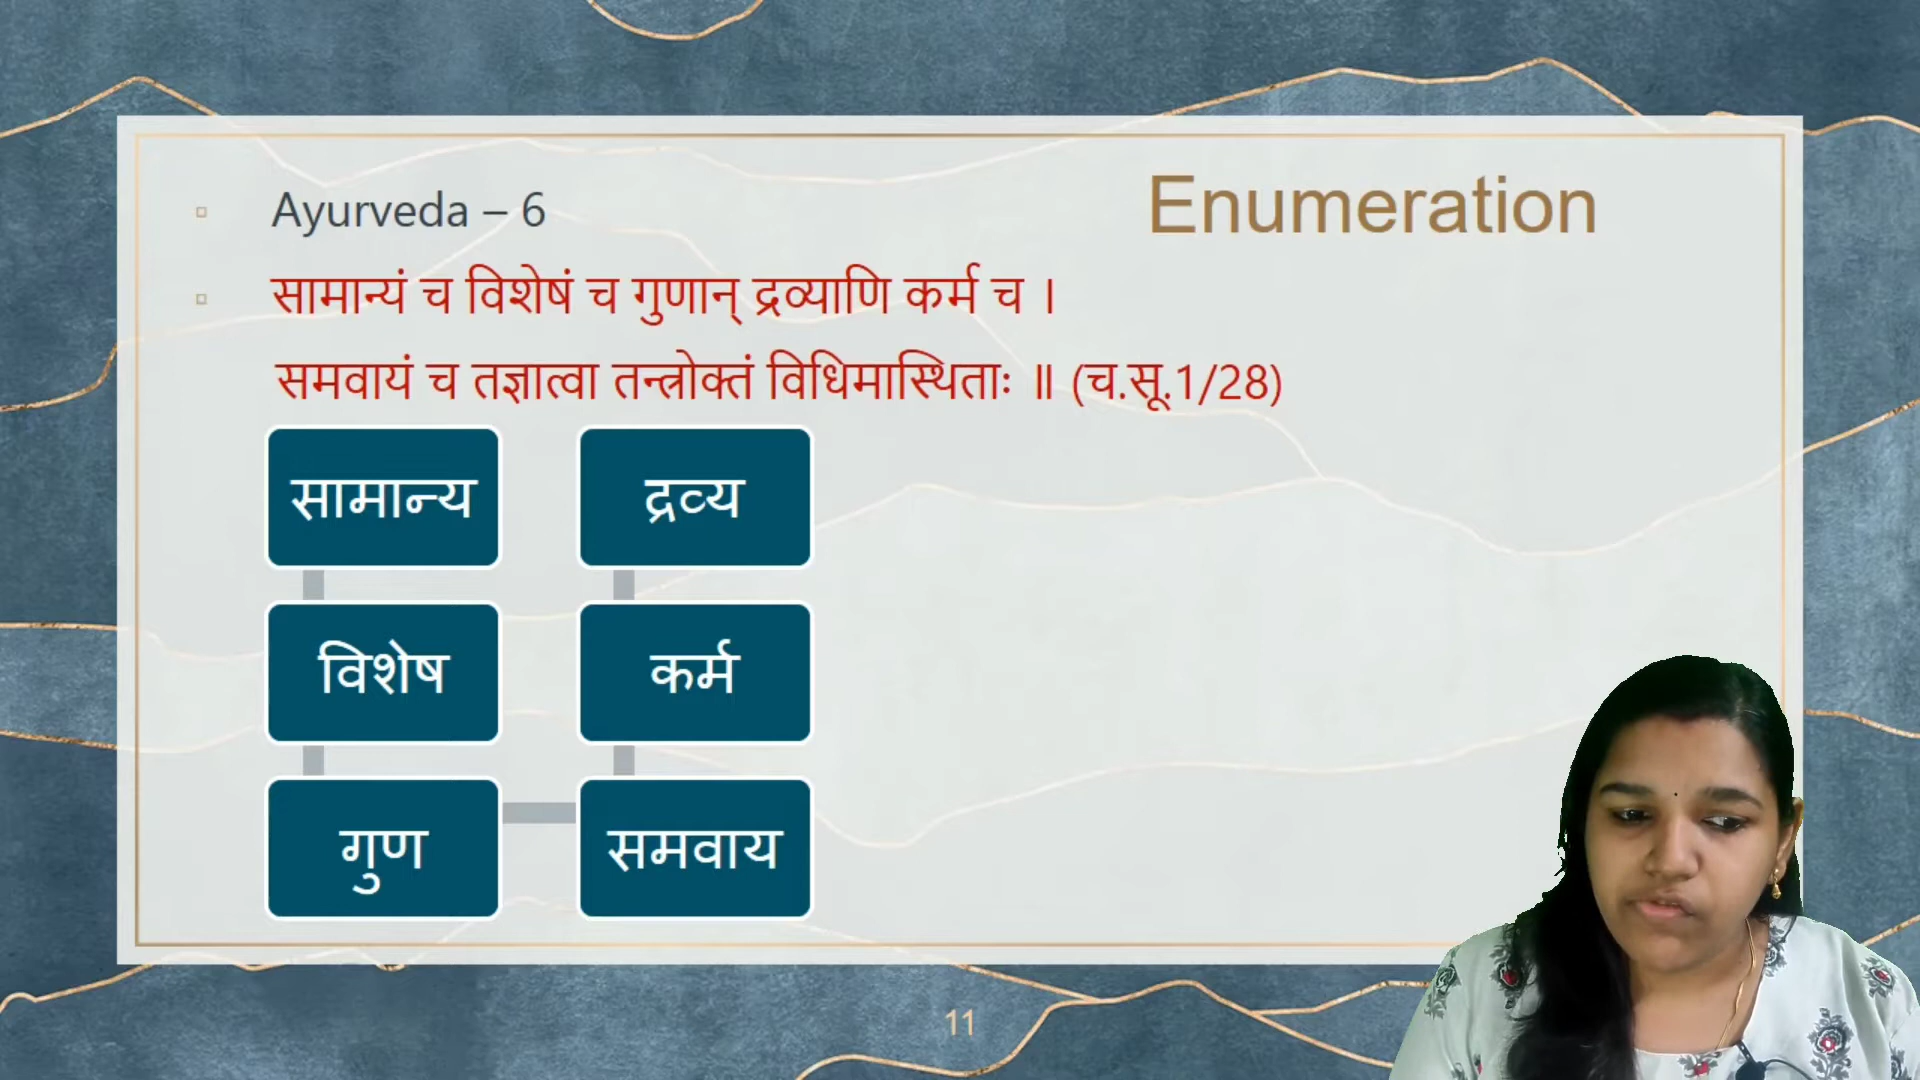 Enumeration
Ayurveda – 6
सामान्यं च विशेषं च गुणान् द्रव्याणि कर्म च ।
समवायं च तज्ञात्वा तन्त्रोक्तं विधिमास्थिताः ॥ (च.सू.1/28)
सामान्य
विशेष
गुण
द्रव्य
कर्म
समवाय
11